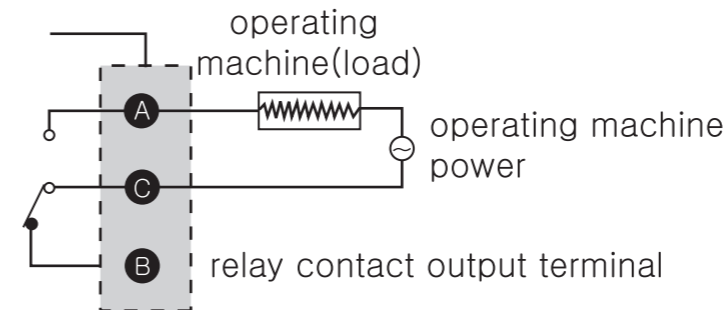 operating
machine(load)
A
operating machine
power
C
B
relay contact output terminal